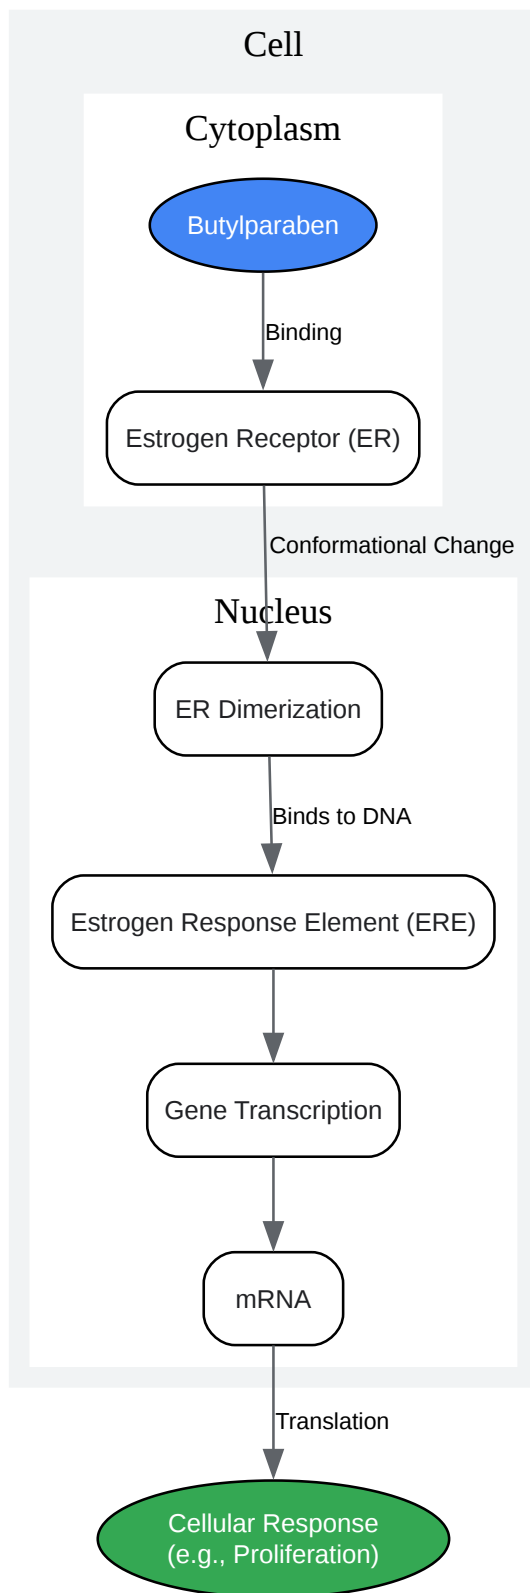 Cell
Cytoplasm
Butylparaben
Binding
Estrogen Receptor (ER)
Conformational Change
Nucleus
ER Dimerization
Binds to DNA
Estrogen Response Element (ERE)
Gene Transcription
mRNA
Translation
Cellular Response
(e.g., Proliferation)